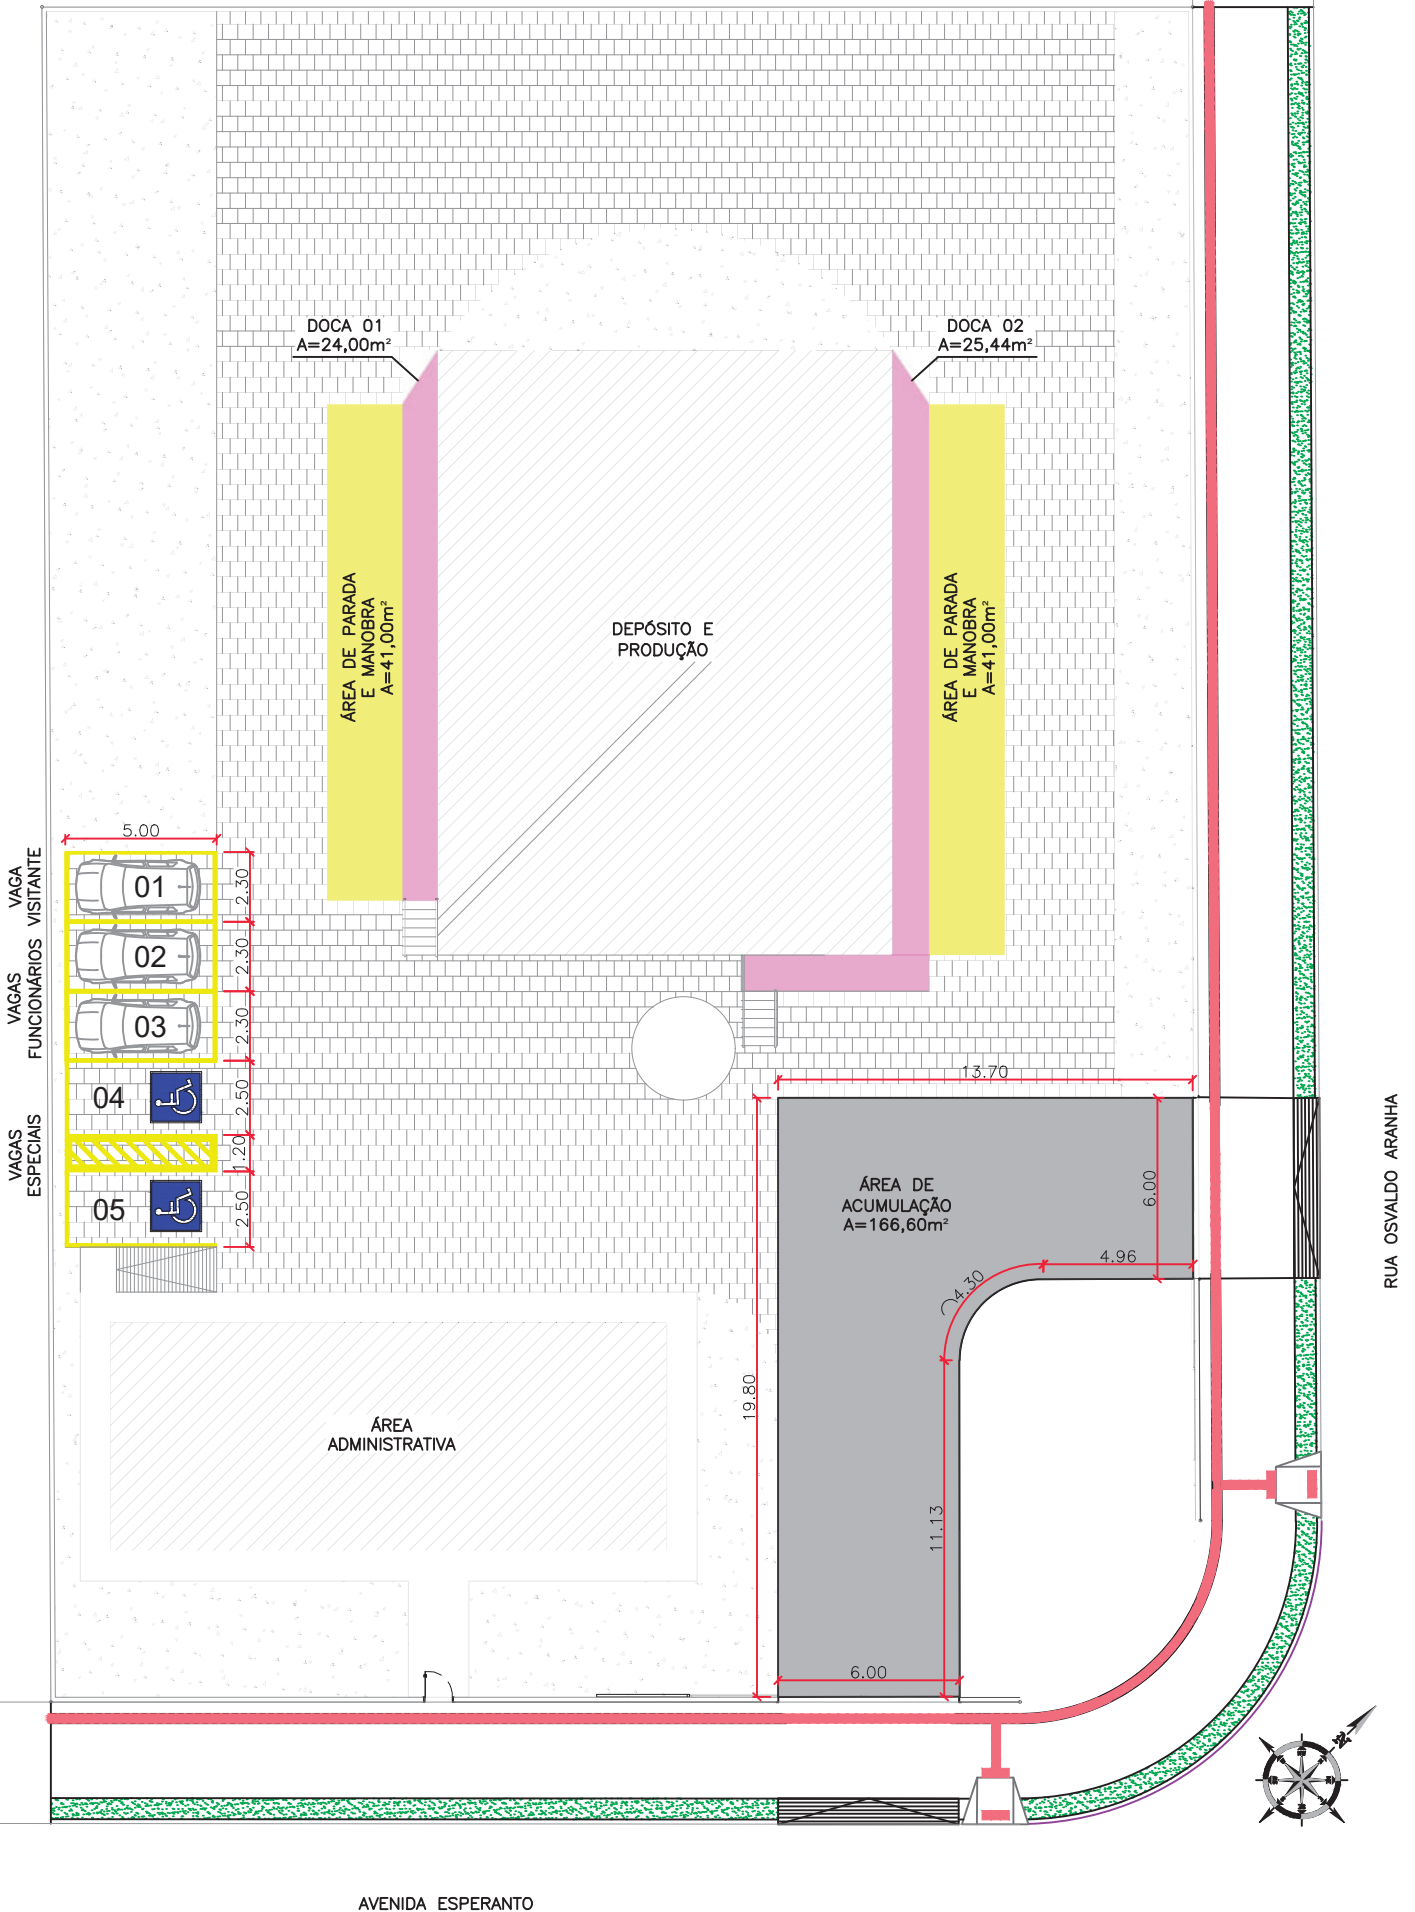 DOCA 01
A=24,00m²
DOCA 02
A=25,44m²
ÁREA DE PARADA
E MANOBRA
A=41,00m²
DEPÓSITO E
PRODUÇÃO
ÁREA DE PARADA
E MANOBRA
A=41,00m²
5.00
VAGA
VISITANTE
VAGAS
FUNCIONÁRIOS
VAGAS
ESPECIAIS
01
2.30
02
2.30
03
2.30
04
2.50
1.20
05
2.50
13.70
ÁREA DE
ACUMULAÇÃO
A=166,60m²
6.00
4.96
4.30
19.80
11.13
6.00
ÁREA
ADMINISTRATIVA
RUA OSVALDO ARANHA
N
AVENIDA ESPERANTO